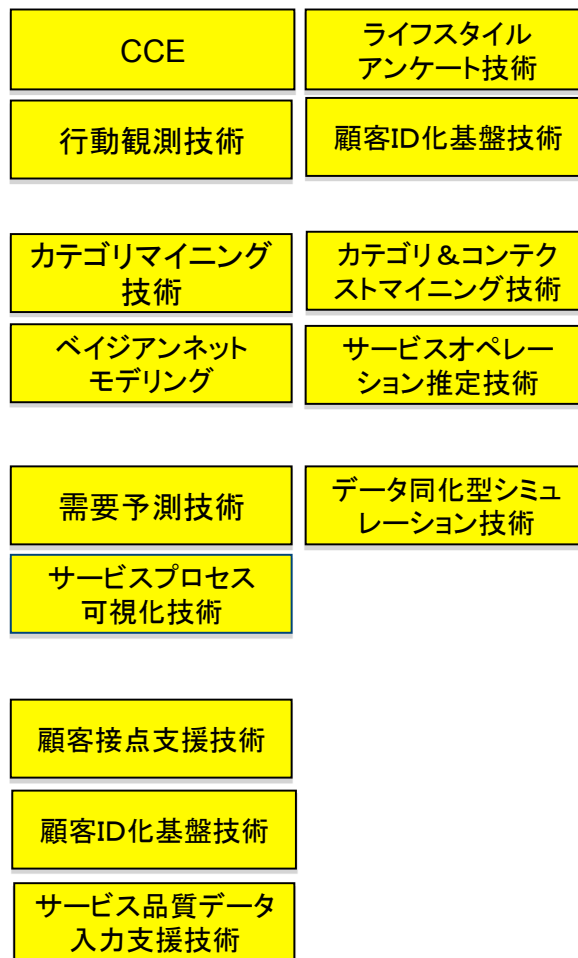 CCE
ライフスタイル
アンケート技術
行動観測技術
顧客ID化基盤技術
カテゴリマイニング
技術
カテゴリ＆コンテク
ストマイニング技術
ベイジアンネット
モデリング
サービスオペレー
ション推定技術
需要予測技術
データ同化型シミュ
レーション技術
サービスプロセス
可視化技術
顧客接点支援技術
顧客ID化基盤技術
サービス品質データ
入力支援技術